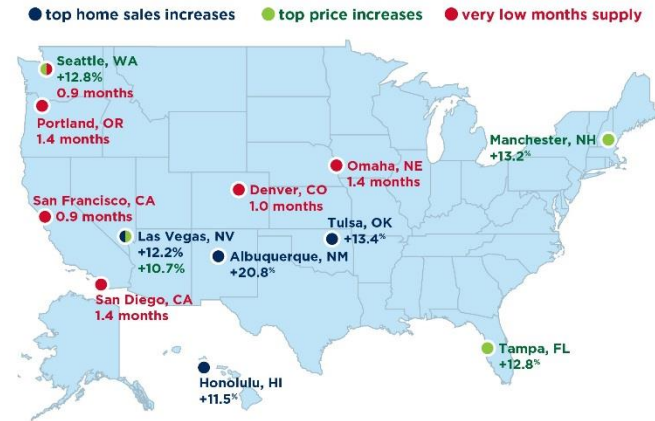 top home sales increases top price increases very low months supply
Seattle, WA
+12.8%
0.9 months
Portland, OR
1.4 months
Manchester, NH
+13.2%
Omaha, NE
1.4 months
Denver, CO
1.0 months
San Francisco, CA
0.9 months
Tulsa, OK
+13.4%
Las Vegas, NV
+12.2%
+10.7%
Albuquerque, NM
+20.8%
San Diego, CA
1.4 months
Tampa, FL
+12.8%
Honolulu, HI
+11.5%